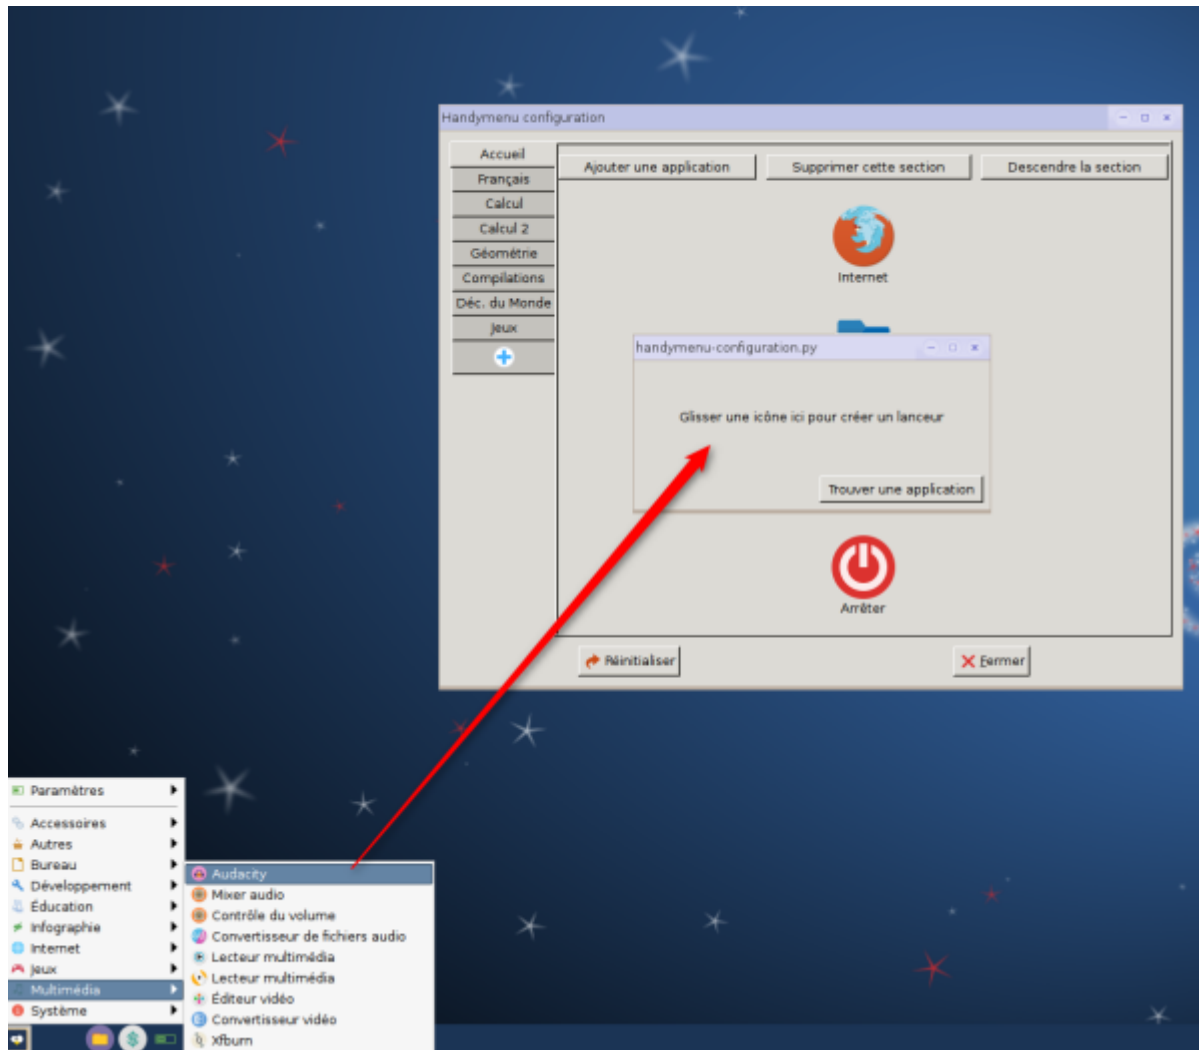 Handymenu configuration
Accueil
Français
Calcul
Calcul 2
Géométrie
Compilations
Déc. du Monde
Jeux
Ajouter une application
Supprimer cette section
Descendre la section
Internet
handymenu-configuration.py
Glisser une icône ici pour créer un lanceur
Trouver une application
Arrêter
Réinitialiser
Fermer
Paramètres
Accessoires
Autres
Bureau
Développement
Éducation
Infographie
Internet
Jeux
Multimédia
Système
Audacity
Mixer audio
Contrôle du volume
Convertisseur de fichiers audio
Lecteur multimédia
Lecteur multimédia
Éditeur vidéo
Convertisseur vidéo
Xfburn